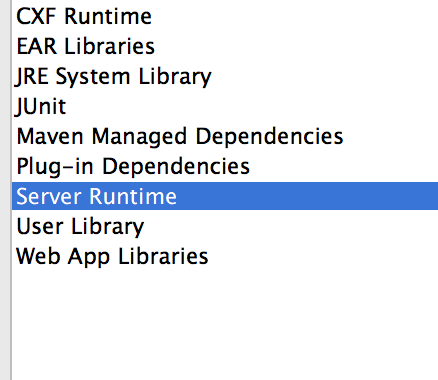 CXF Runtime
EAR Libraries
JRE System Library
JUnit
Maven Managed Dependencies
Plug-in Dependencies
Server Runtime
User Library
Web App Libraries